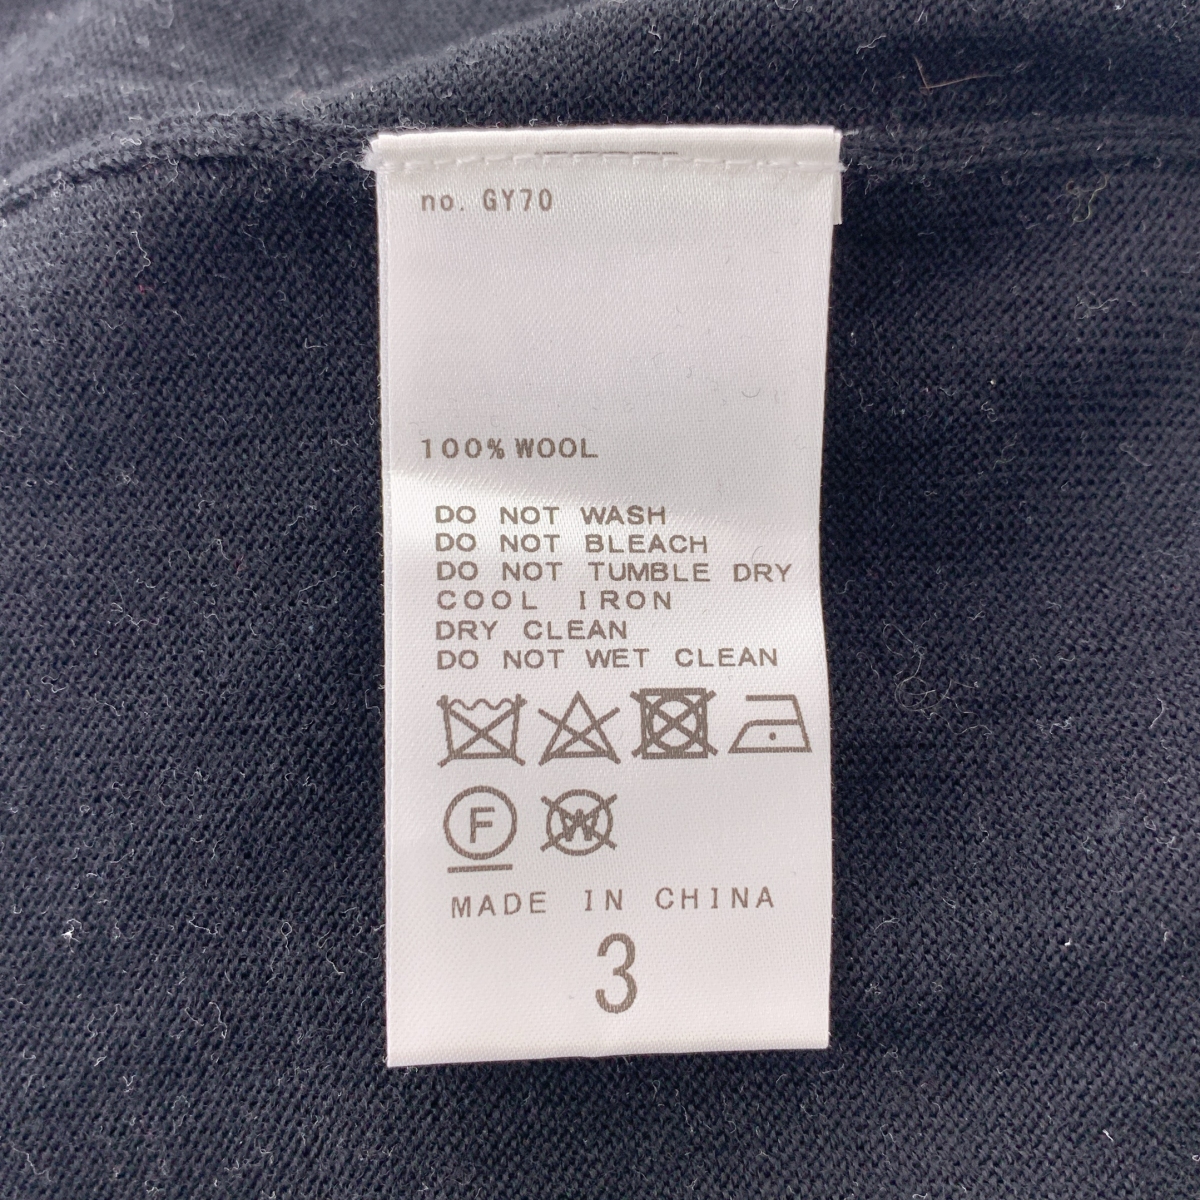 no. GY70
100% WOOL
DO NOT WASH
DO NOT BLEACH
DO NOT TUMBLE DRY
COOL IRON
DRY CLEAN
DO NOT WET CLEAN
F W
MADE IN CHINA
3